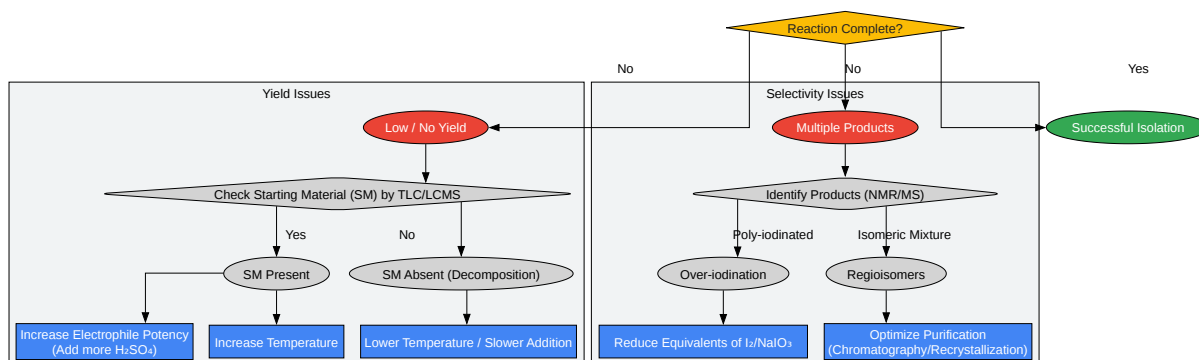 Reaction Complete?
No
No
Yes
Yield Issues
Selectivity Issues
Low / No Yield
Multiple Products
Successful Isolation
Check Starting Material (SM) by TLC/LCMS
Identify Products (NMR/MS)
Yes
No
Poly-iodinated
Isomeric Mixture
SM Present
SM Absent (Decomposition)
Over-iodination
Regioisomers
Increase Electrophile Potency
(Add more H₂SO₄)
Increase Temperature
Lower Temperature / Slower Addition
Reduce Equivalents of I₂/NaIO₃
Optimize Purification
(Chromatography/Recrystallization)